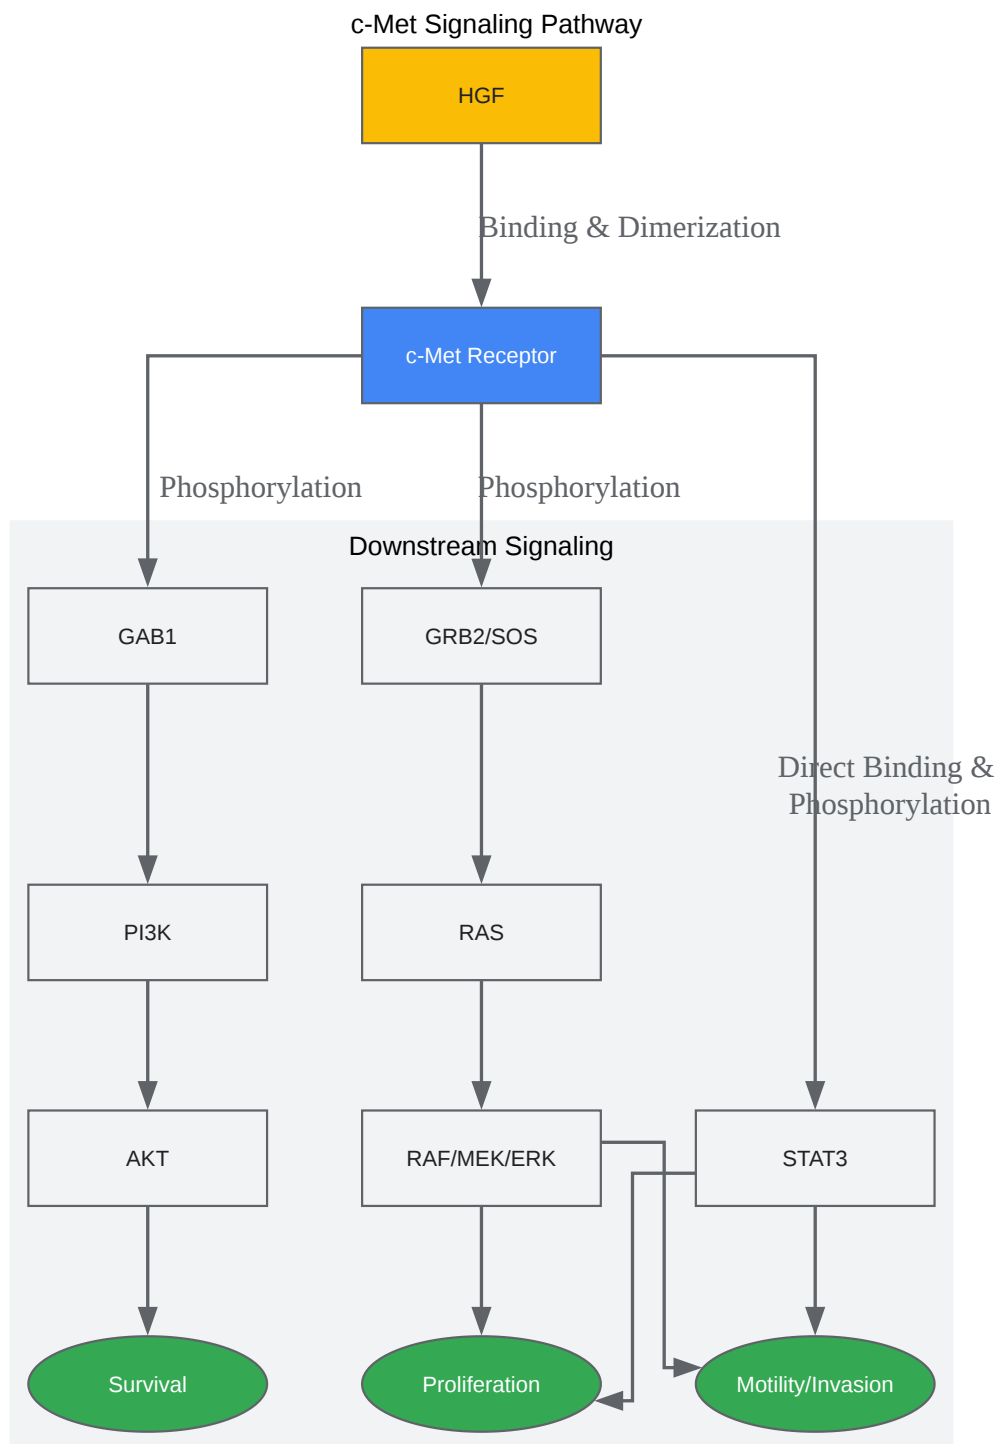 c-Met Signaling Pathway
HGF
Binding & Dimerization
c-Met Receptor
Phosphorylation
Phosphorylation
Downstream Signaling
GAB1
GRB2/SOS
Direct Binding &
Phosphorylation
PI3K
RAS
AKT
RAF/MEK/ERK
STAT3
Survival
Proliferation
Motility/Invasion